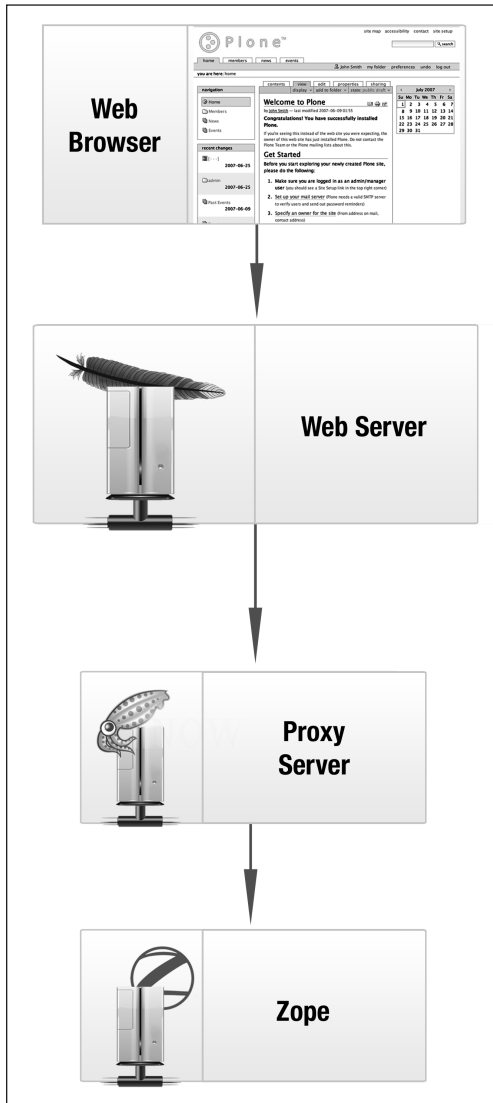 site map accessibility contact site setup
Plone™
search
home members news events
John Smith my folder preferences undo log out
you are here: home
navigation
Home
Members
News
Events
recent changes
2007-06-25
admin
2007-06-25
Past Events
2007-06-09
contents view edit properties sharing
display add to folder state: public draft
Welcome to Plone
by John Smith — last modified 2007-06-09 01:55
Congratulations! You have successfully installed
Plone.
If you're seeing this instead of the web site you were expecting, the
owner of this web site has just installed Plone. Do not contact the
Plone Team or the Plone mailing lists about this.
Get Started
Before you start exploring your newly created Plone site,
please do the following:
1. Make sure you are logged in as an admin/manager
user (you should see a Site Setup link in the top right corner)
2. Set up your mail server (Plone needs a valid SMTP server
to verify users and send out password reminders)
3. Specify an owner for the site (From address on mail,
contact address)
« July 2007 »
Su Mo Tu We Th Fr Sa
1 2 3 4 5 6 7
8 9 10 11 12 13 14
15 16 17 18 19 20 21
22 23 24 25 26 27 28
29 30 31
Web
Browser
Web Server
Proxy
Server
Zope